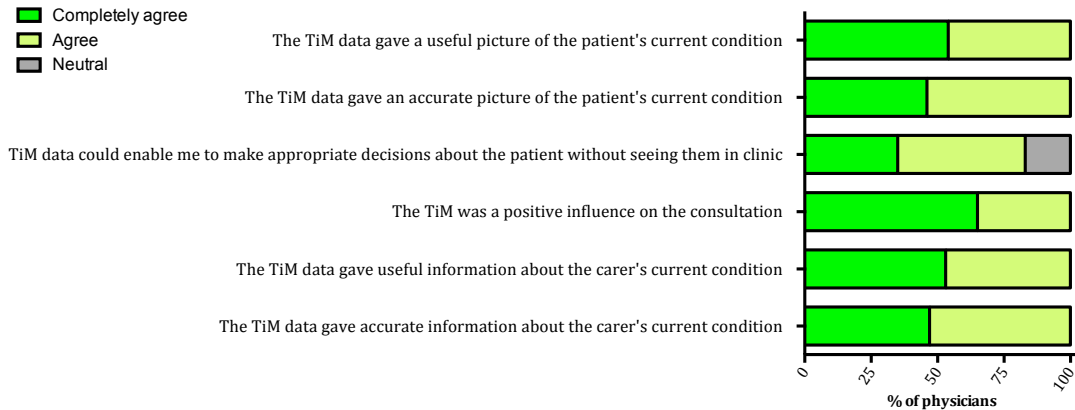 Completely agree
Agree
Neutral
The TiM data gave a useful picture of the patient's current condition
The TiM data gave an accurate picture of the patient's current condition
TiM data could enable me to make appropriate decisions about the patient without seeing them in clinic
The TiM was a positive influence on the consultation
The TiM data gave useful information about the carer's current condition
The TiM data gave accurate information about the carer's current condition
0 25 50 75 100
% of physicians